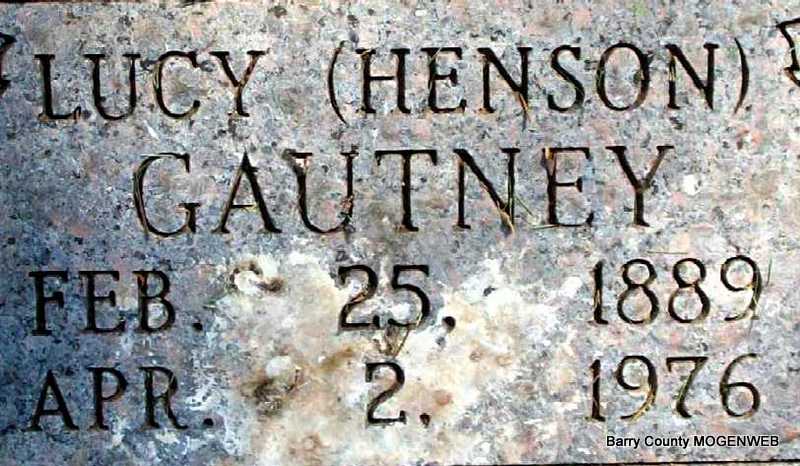 LUCY (HENSON)
GAUTNEY
FEB. 25, 1889
APR. 2. 1976
Barry County MOGENWEB